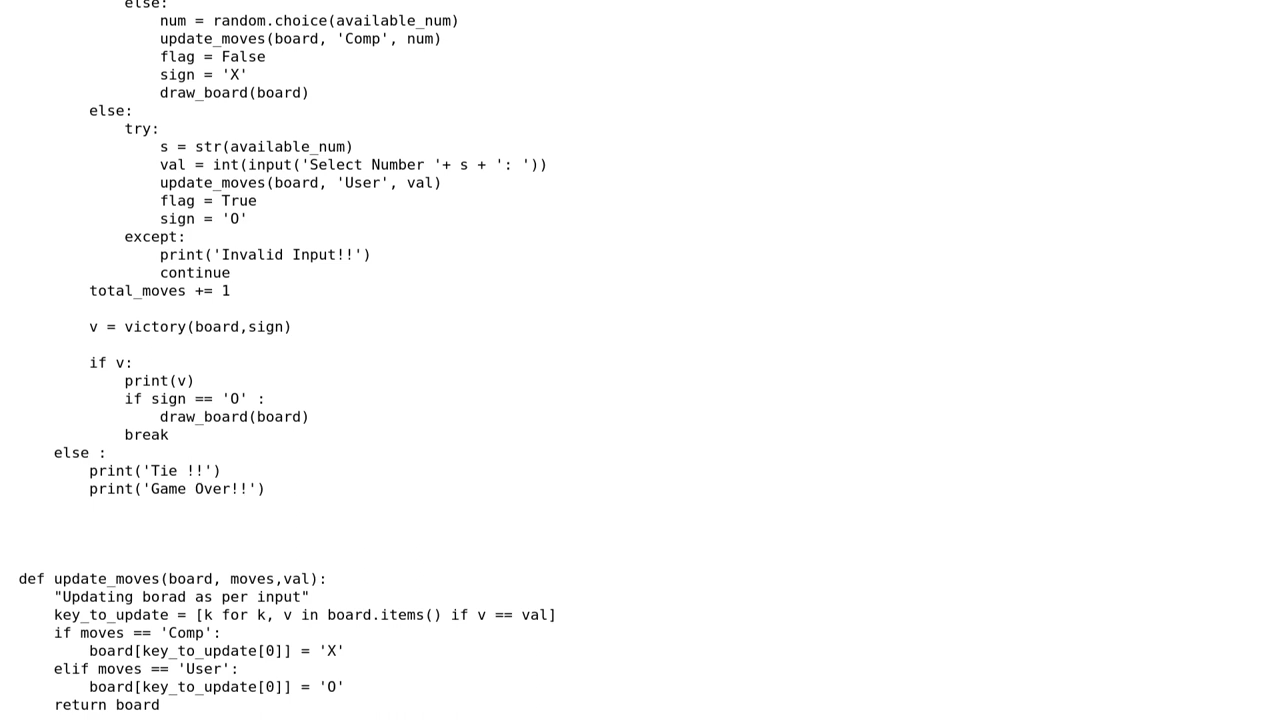 else:
                num = random.choice(available_num)
                update_moves(board, 'Comp', num)
                flag = False
                sign = 'X'
                draw_board(board)
        else:
            try:
                s = str(available_num)
                val = int(input('Select Number '+ s + ': '))
                update_moves(board, 'User', val)
                flag = True
                sign = 'O'
            except:
                print('Invalid Input!!')
                continue
        total_moves += 1

        v = victory(board,sign)

        if v:
            print(v)
            if sign == 'O' :
                draw_board(board)
            break
    else :
        print('Tie !!')
        print('Game Over!!')

def update_moves(board, moves,val):
    "Updating borad as per input"
    key_to_update = [k for k, v in board.items() if v == val]
    if moves == 'Comp':
        board[key_to_update[0]] = 'X'
    elif moves == 'User':
        board[key_to_update[0]] = 'O'
    return board